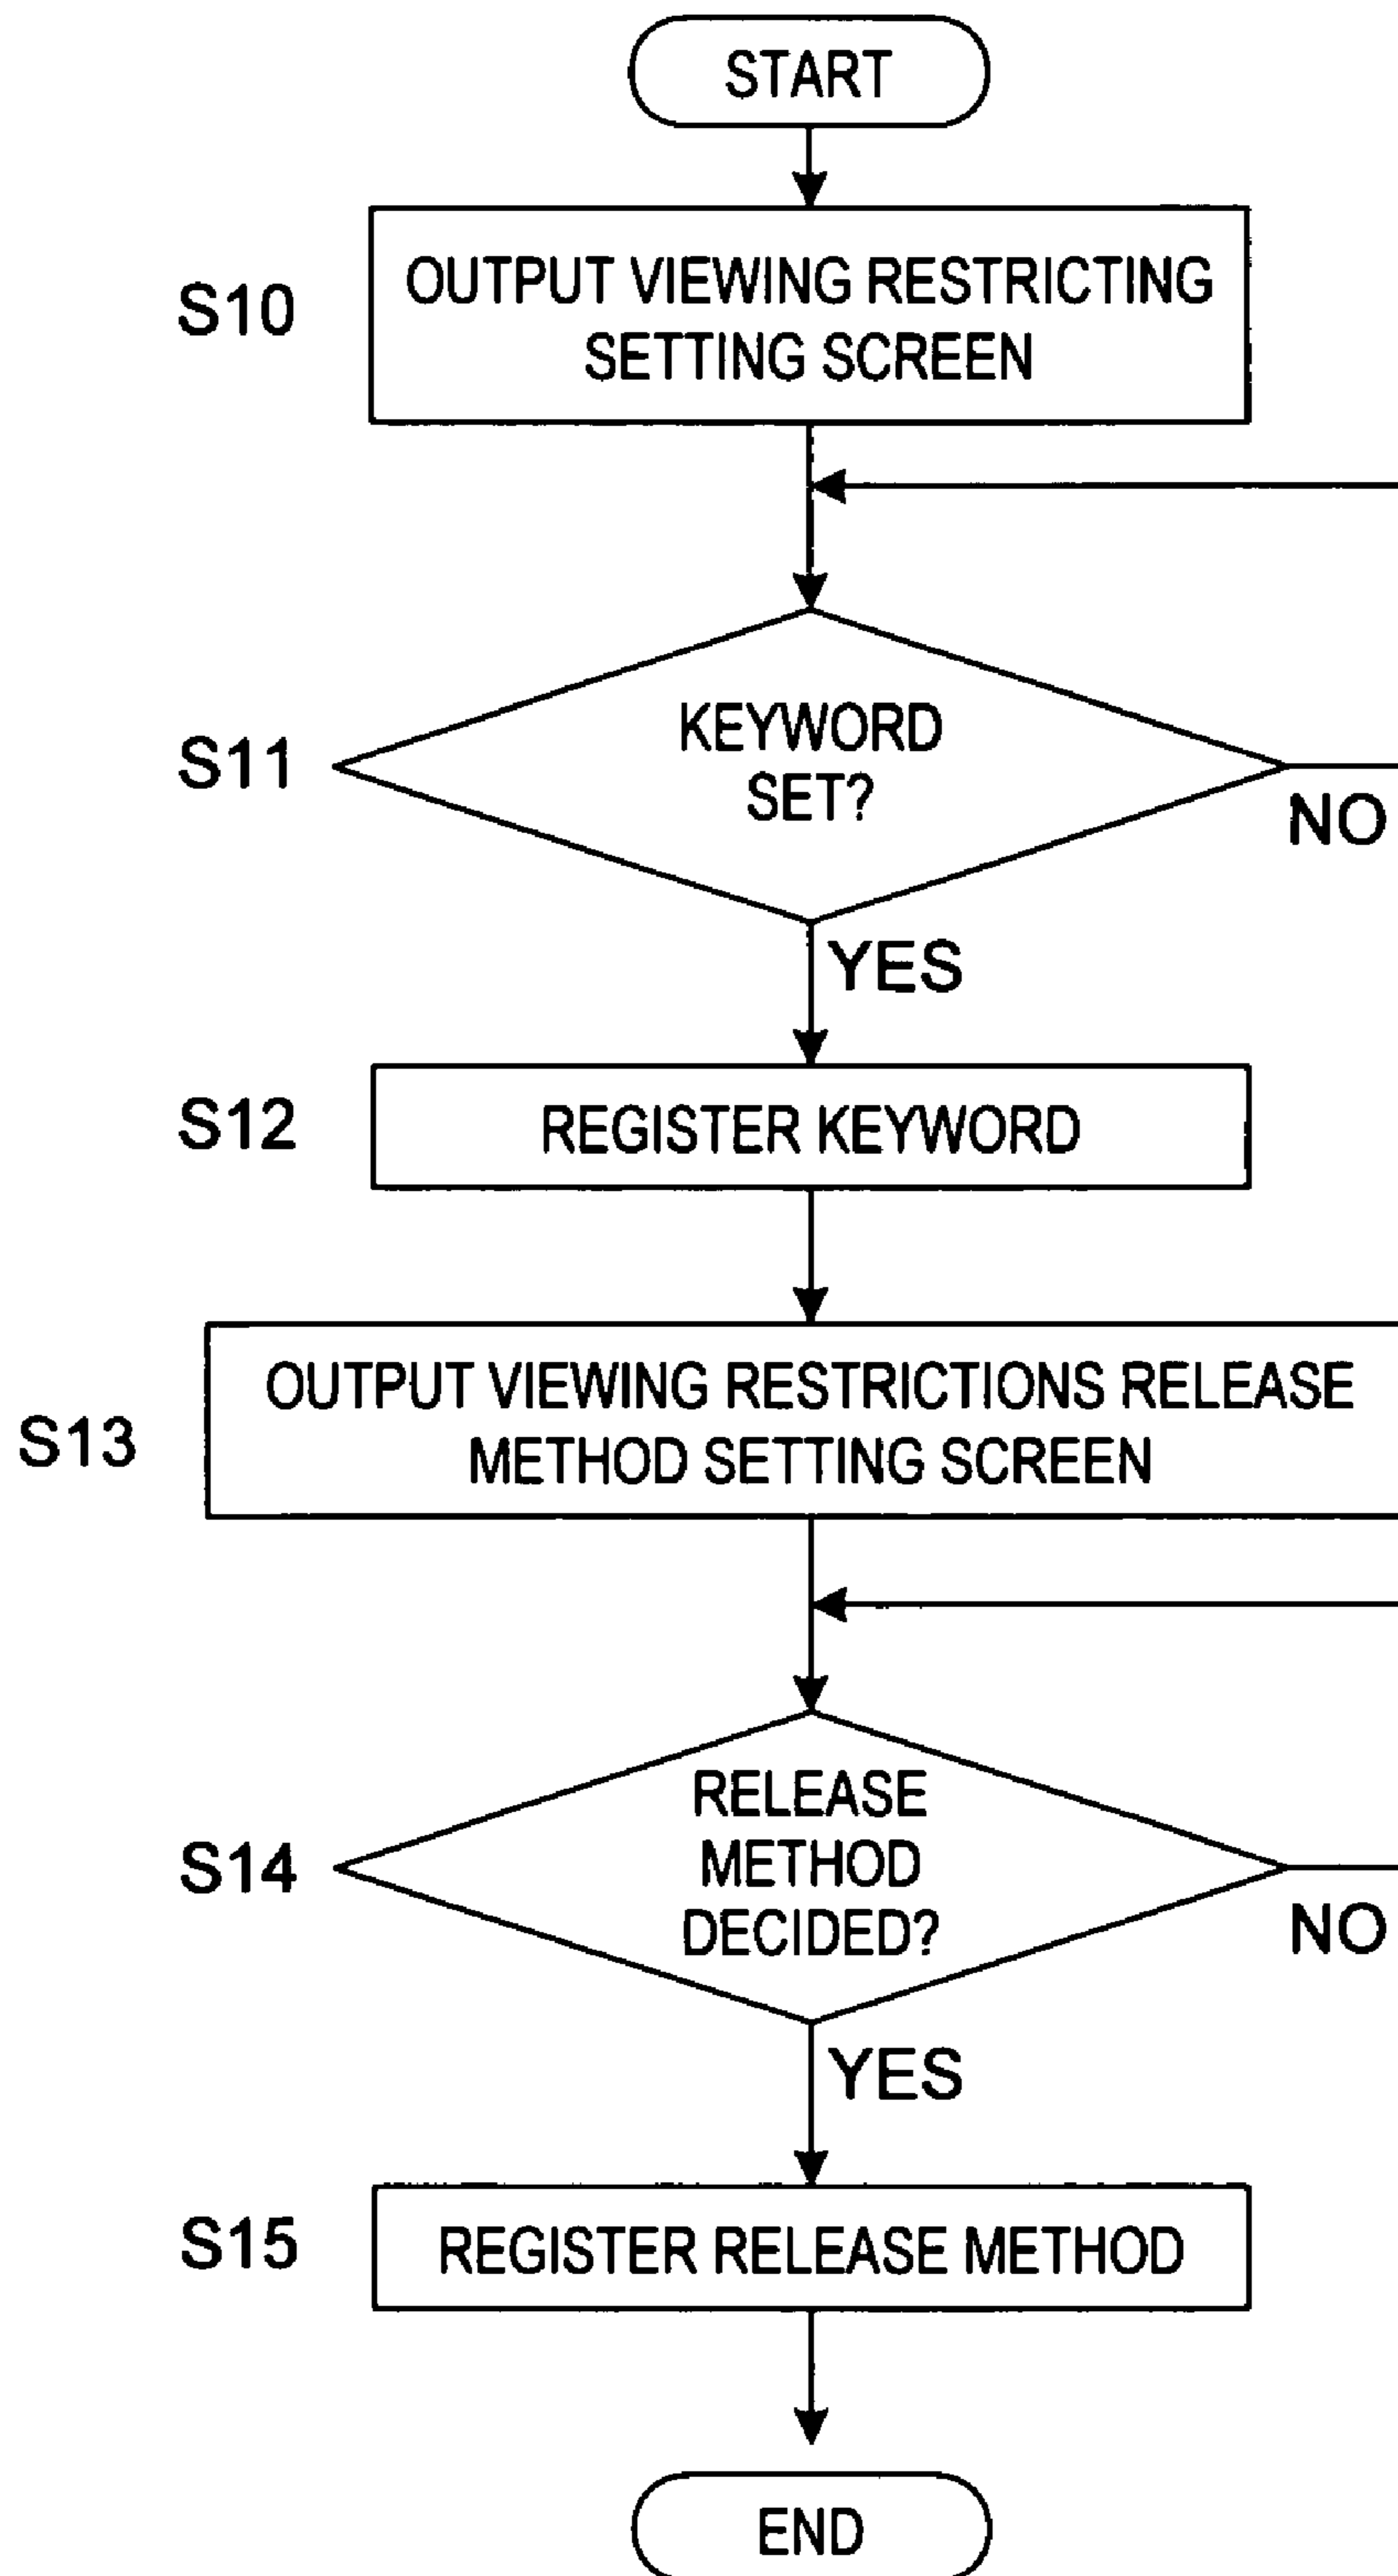 START
S10
OUTPUT VIEWING RESTRICTING
SETTING SCREEN
S11
KEYWORD
SET?
NO
YES
S12
REGISTER KEYWORD
S13
OUTPUT VIEWING RESTRICTIONS RELEASE
METHOD SETTING SCREEN
S14
RELEASE
METHOD
DECIDED?
NO
YES
S15
REGISTER RELEASE METHOD
END